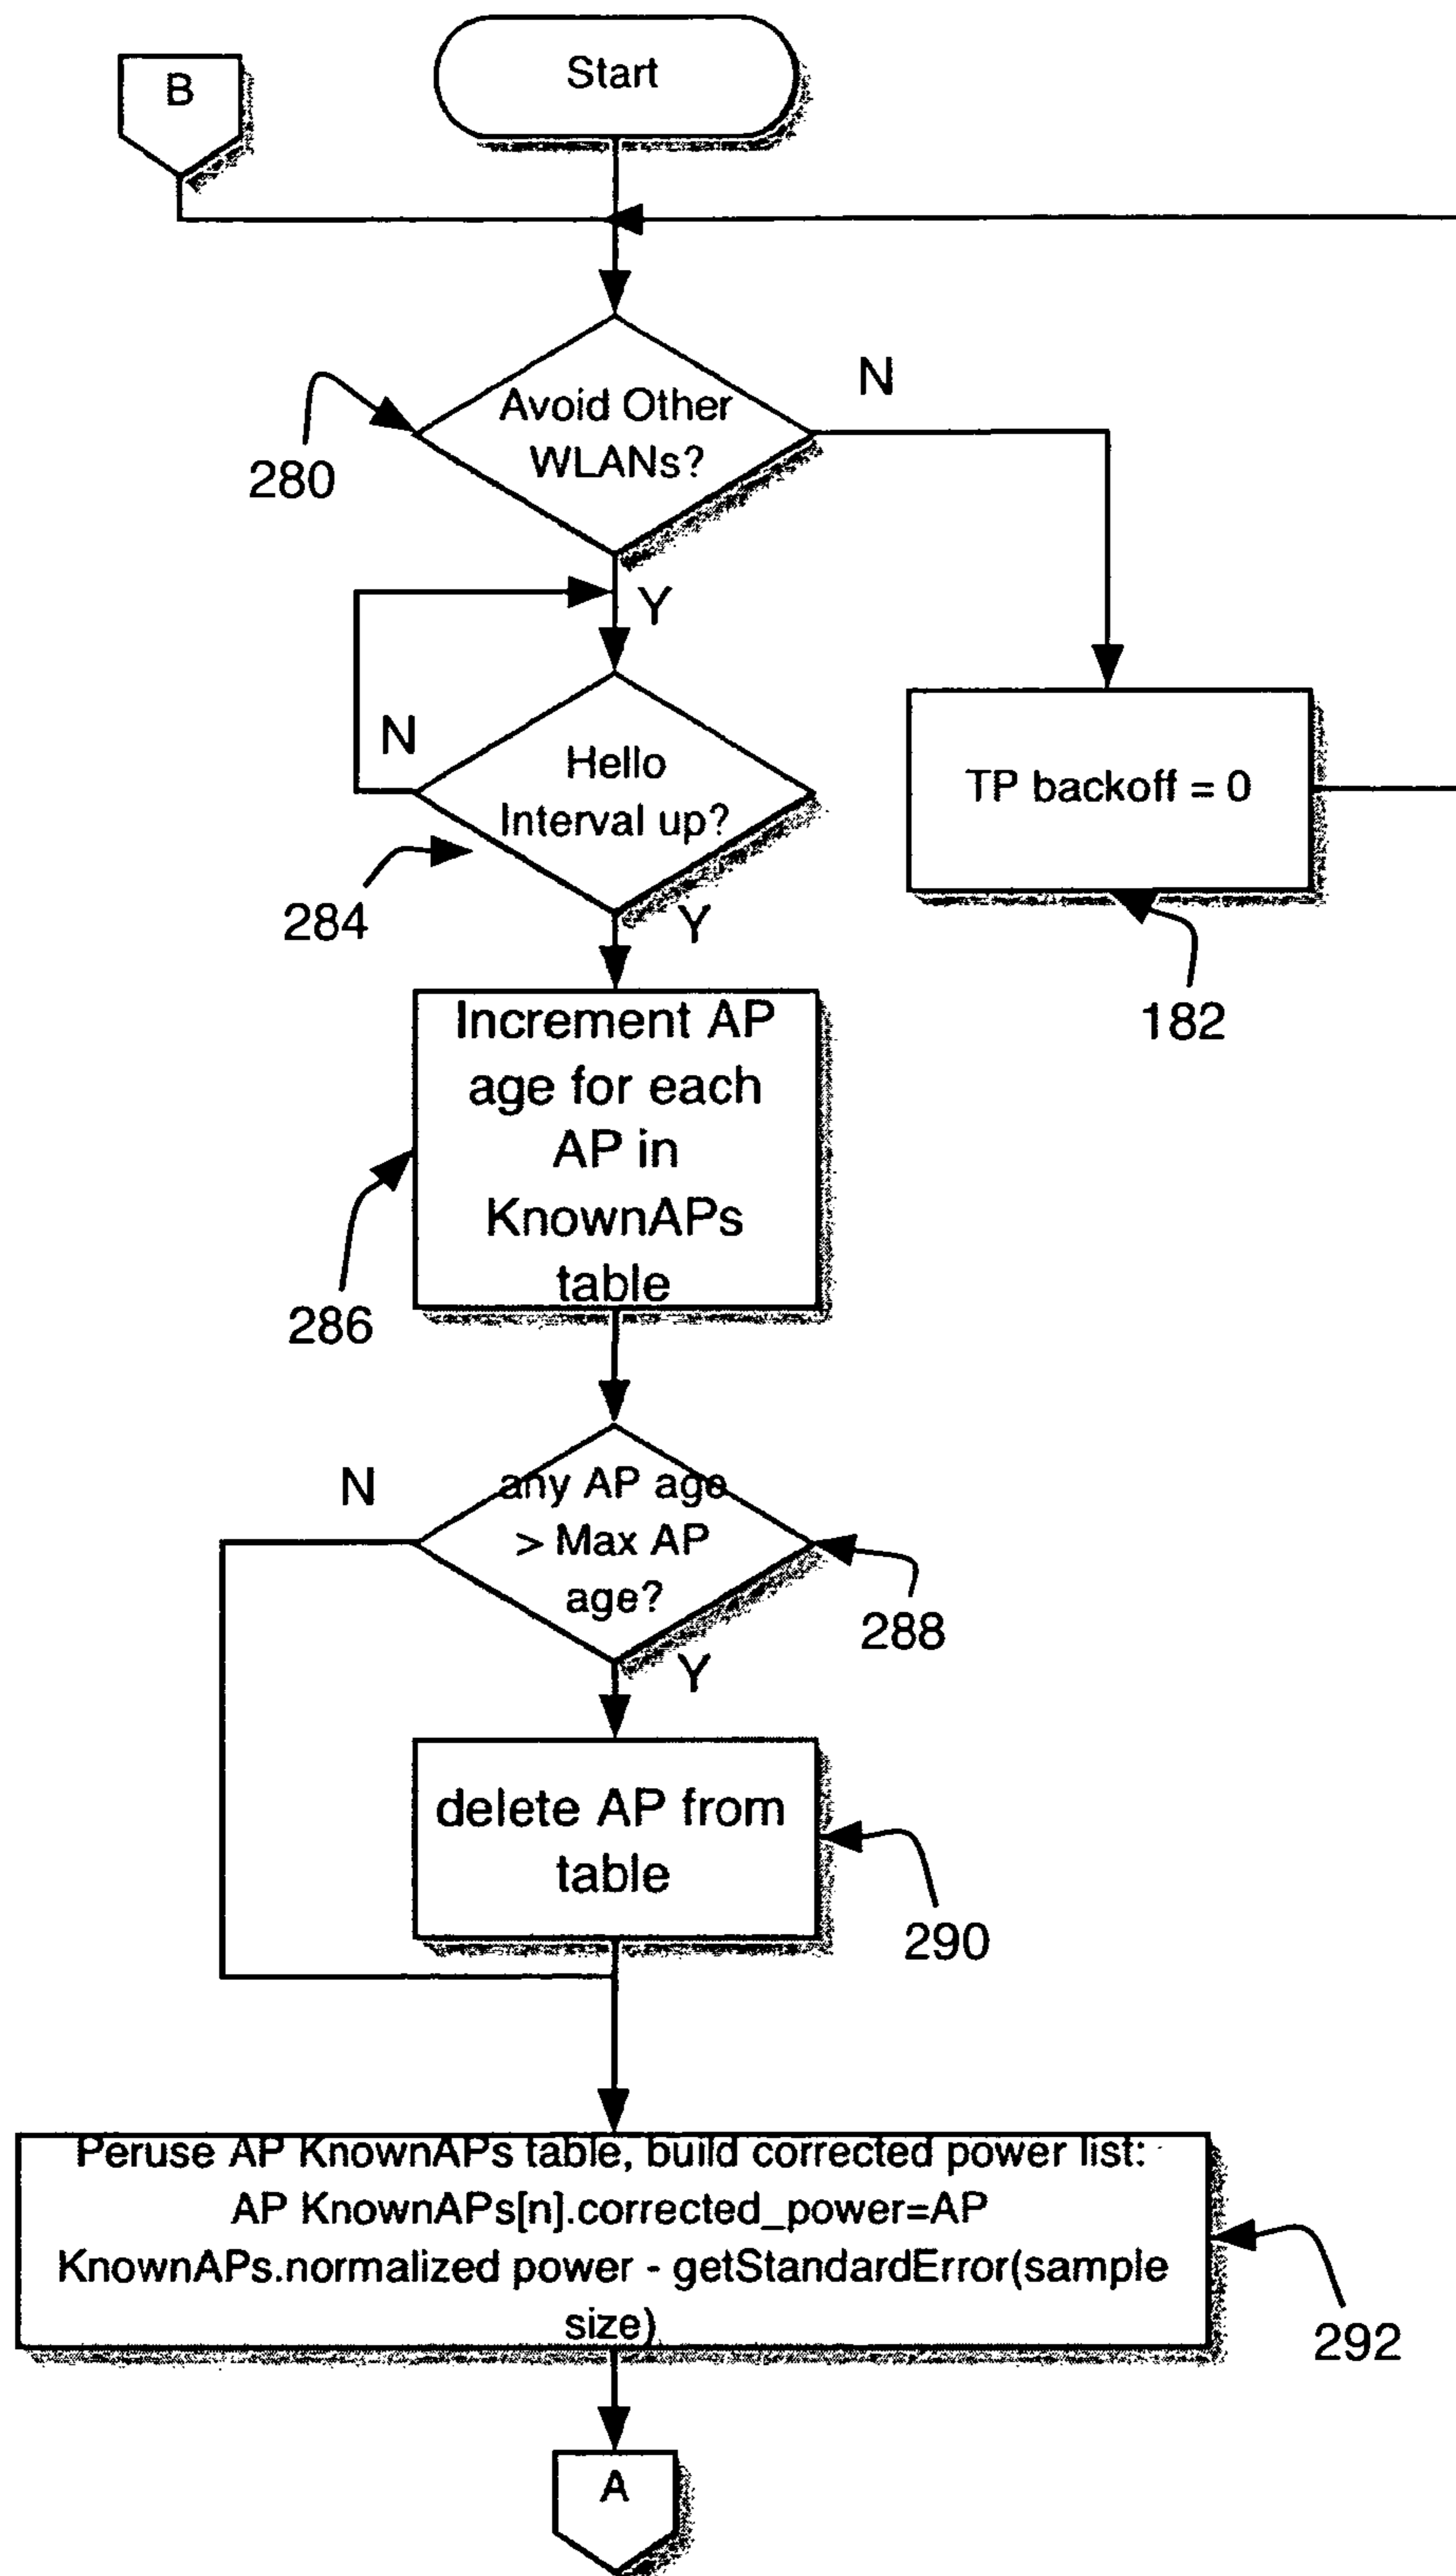 B
Start
Avoid Other
WLANs?
N
280
Y
Hello
Interval up?
N
284
TP backoff = 0
182
Y
Increment AP
age for each
AP in
KnownAPs
table
286
any AP age
> Max AP
age?
N
288
Y
delete AP from
table
290
Peruse AP KnownAPs table, build corrected power list:
AP KnownAPs[n].corrected_power=AP
KnownAPs.normalized power - getStandardError(sample
size)
292
A